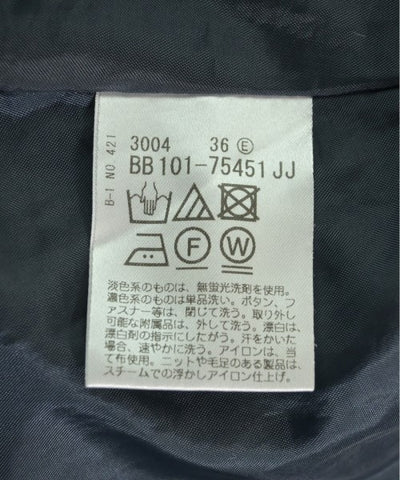 B-I NO 421
3004 36 Ⓔ
BB 101-75451 JJ
F W
淡色系のものは、無蛍光洗剤を使用。
濃色系のものは単品洗い。ボタン、フ
ァスナー等は、閉じて洗う。取り外し
可能な附属品は、外して洗う。漂白は、
漂白剤の指示にしたがう。汗をかいた
場合、速やかに洗う。アイロンは、当
て布使用。ニットや毛足のある製品は、
スチームでの浮かしアイロン仕上げ。